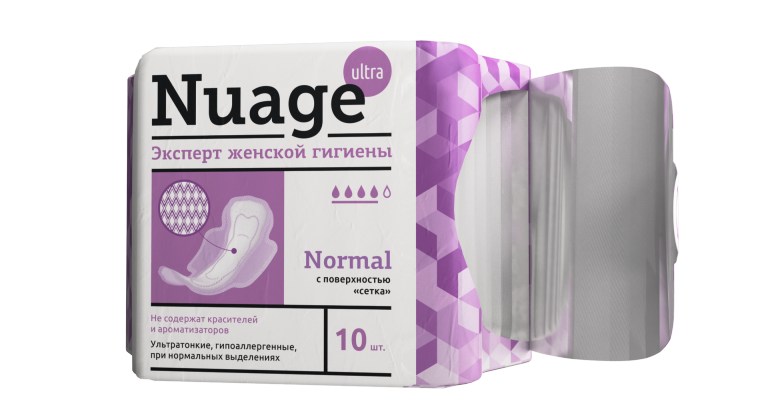 ultra
Nuage
Эксперт женской гигиены
Normal
с поверхностью
«сетка»
Не содержат красителей
и ароматизаторов
Ультратонкие, гипоаллергенные,
при нормальных выделениях
10 шт.